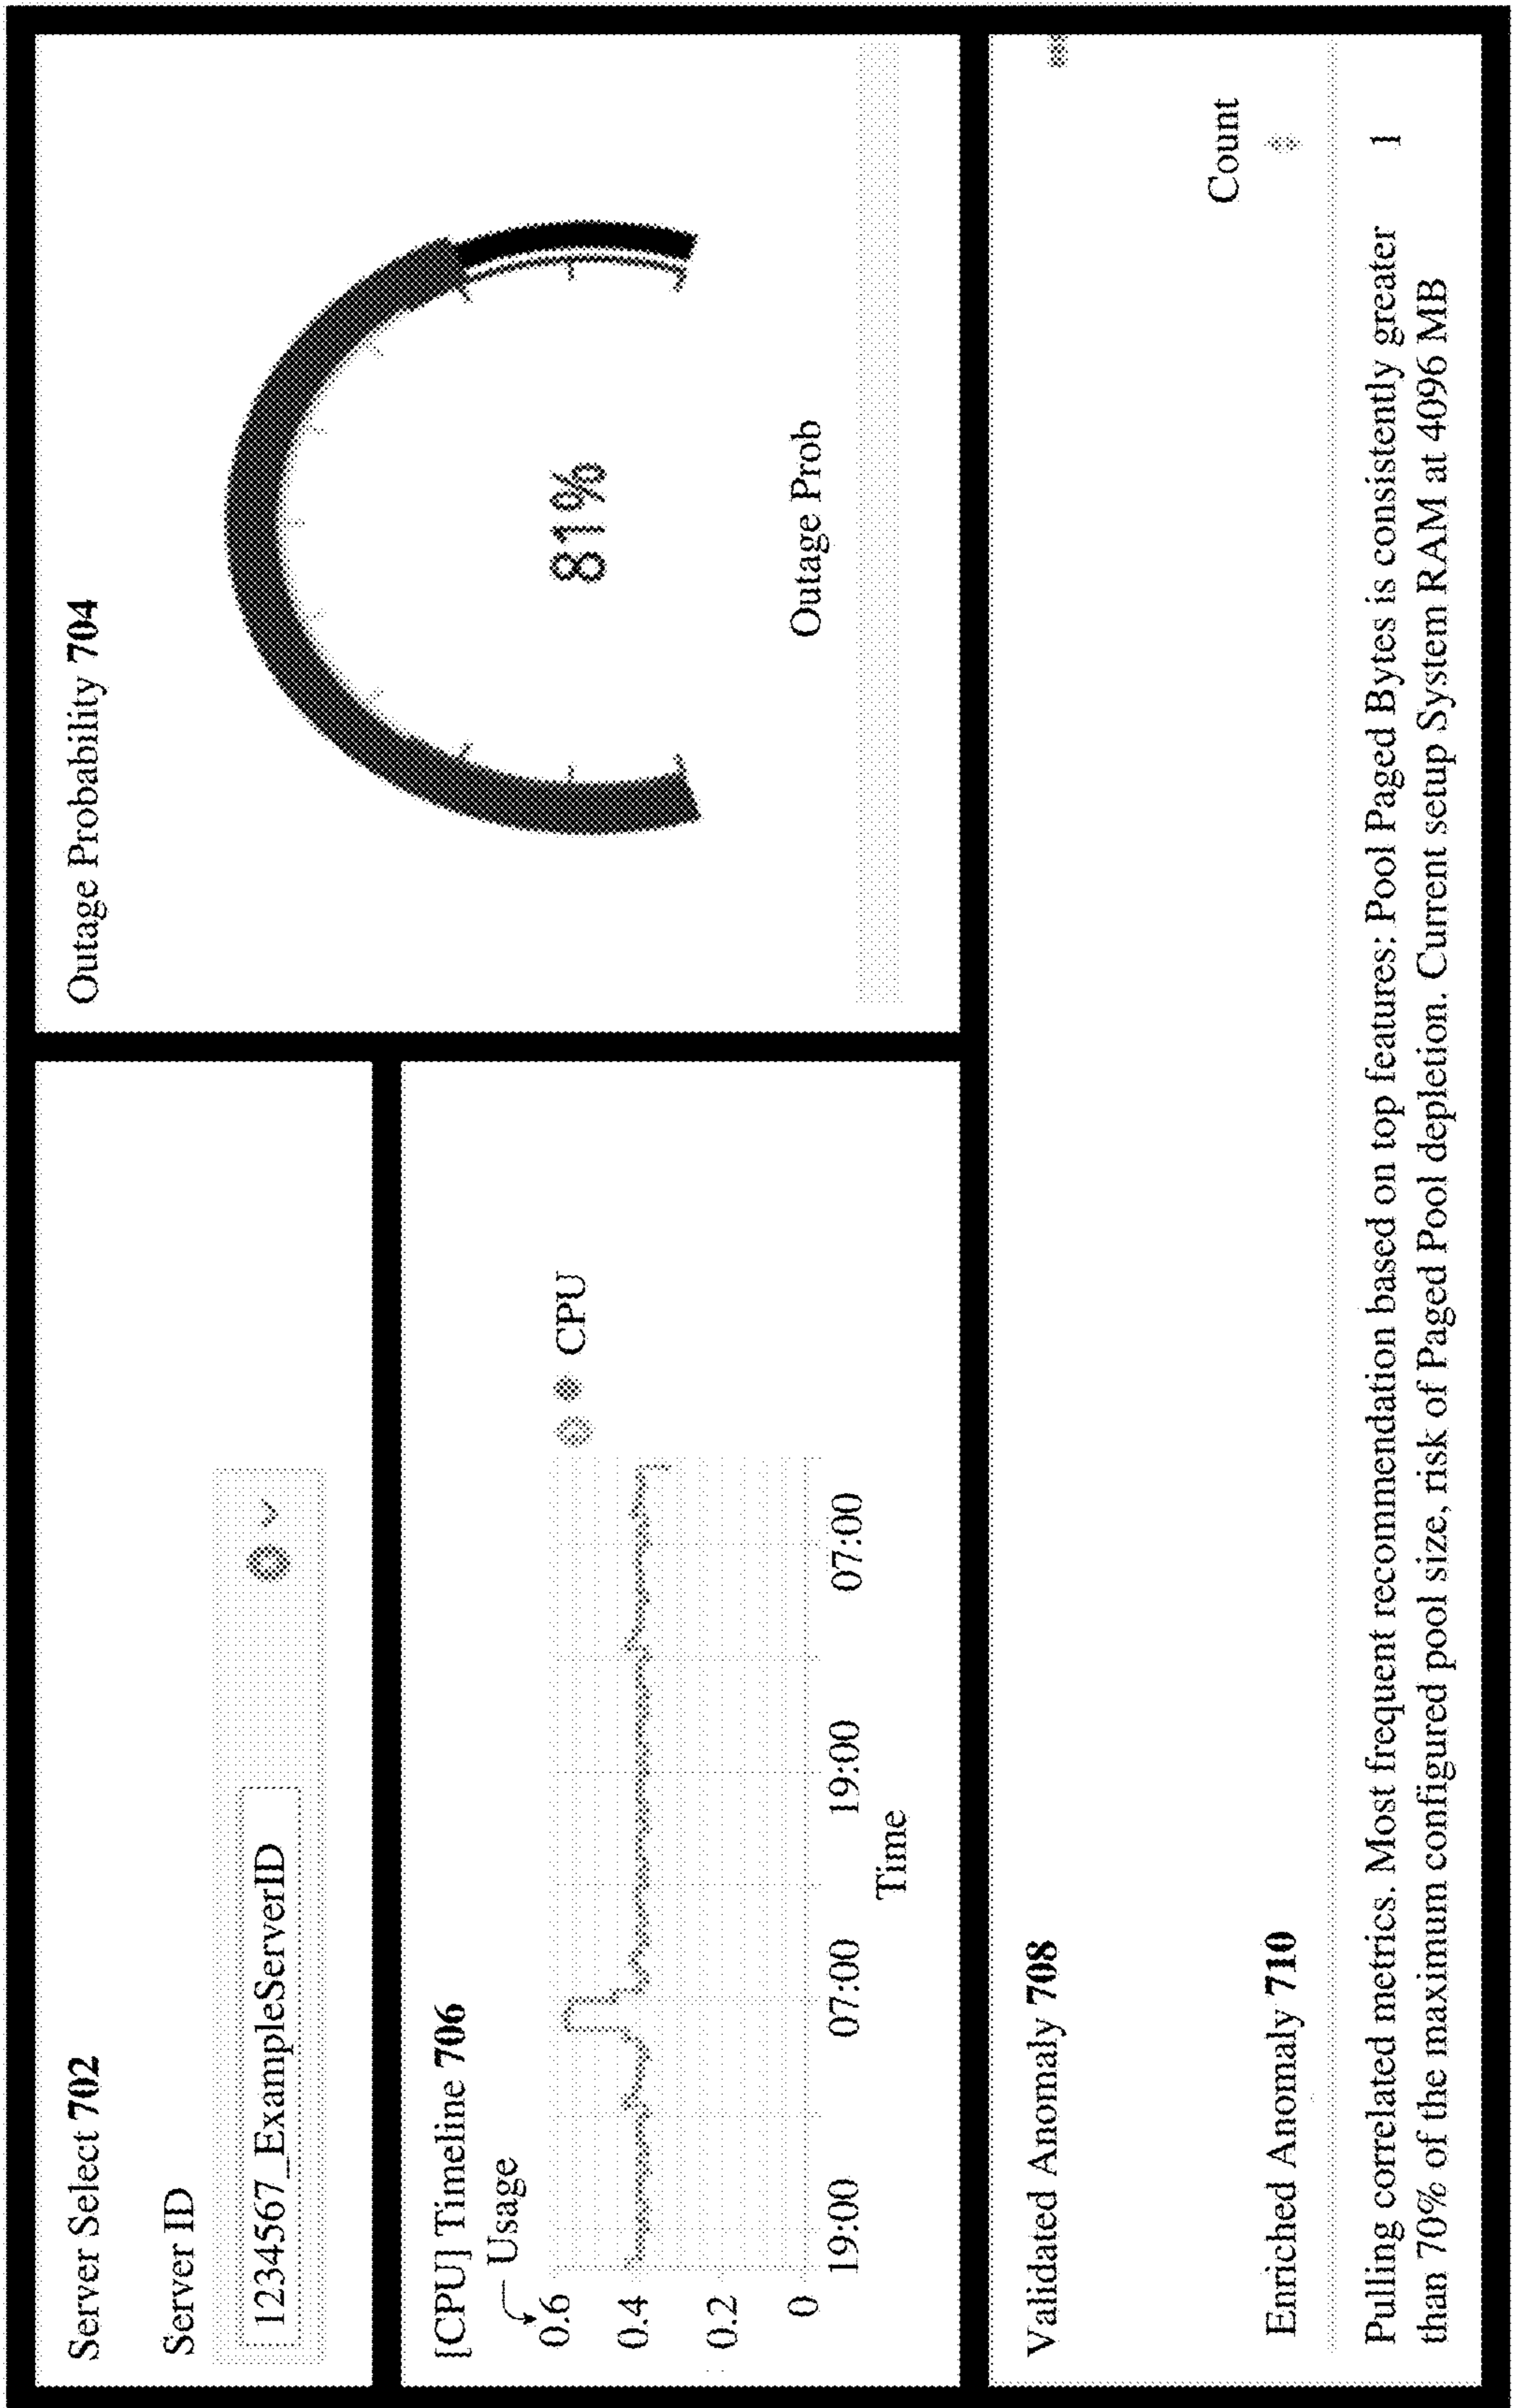 Server Select 702
Server ID
1234567_ExampleServerID
Outage Probability 704
81%
Outage Prob
[CPU] Timeline 706
Usage
0.6
0.4
0.2
0
19:00
07:00
19:00
07:00
Time
CPU
Validated Anomaly 708
Enriched Anomaly 710
Count
Pulling correlated metrics. Most frequent recommendation based on top features: Pool Paged Bytes is consistently greater
than 70% of the maximum configured pool size, risk of Paged Pool depletion. Current setup System RAM at 4096 MB
1